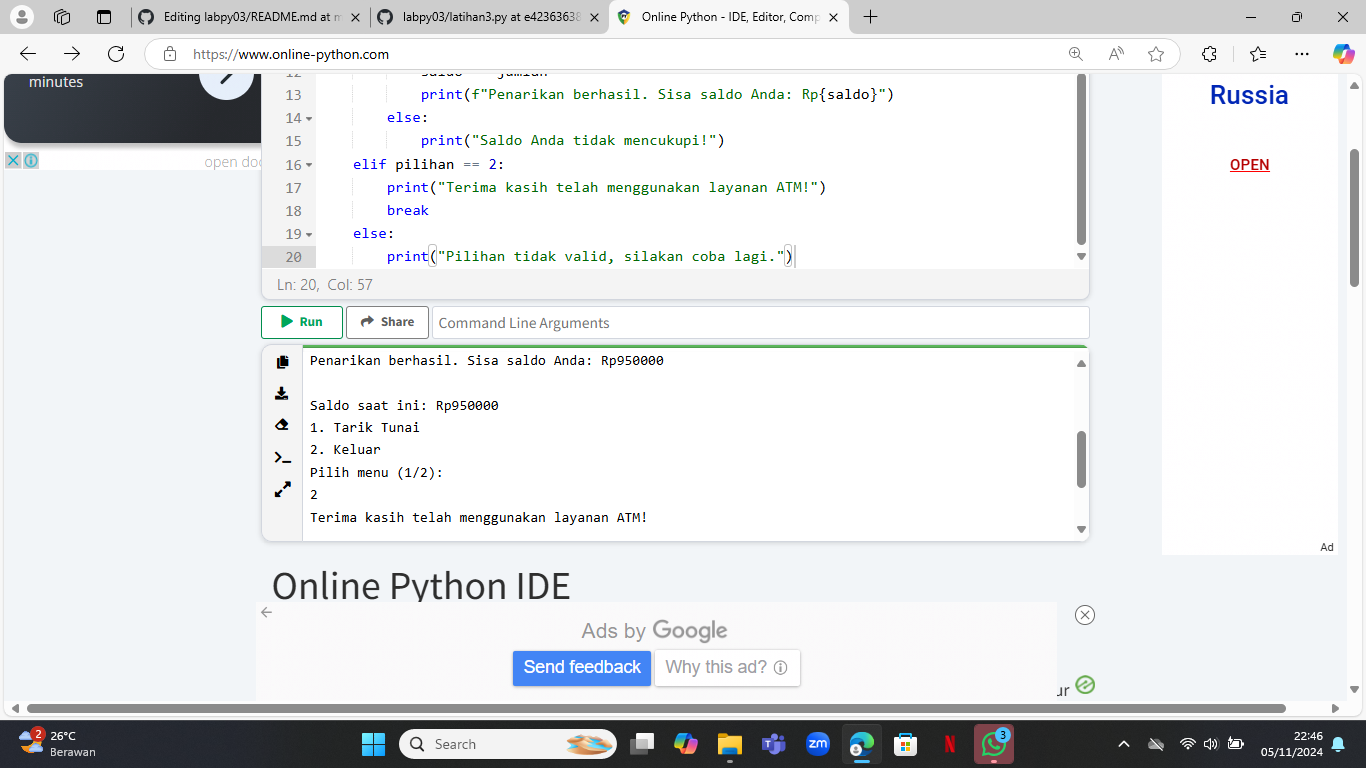 Editing labpy03/README.md at m
labpy03/latihan3.py at e42363638
Online Python - IDE, Editor, Comp
https://www.online-python.com
minutes
open doc
13 print(f"Penarikan berhasil. Sisa saldo Anda: Rp{saldo}")
14 else:
15 print("Saldo Anda tidak mencukupi!")
16 elif pilihan == 2:
17 print("Terima kasih telah menggunakan layanan ATM!")
18 break
19 else:
20 print("Pilihan tidak valid, silakan coba lagi.")
Ln: 20, Col: 57
Run
Share
Command Line Arguments
Penarikan berhasil. Sisa saldo Anda: Rp950000
Saldo saat ini: Rp950000
1. Tarik Tunai
2. Keluar
Pilih menu (1/2):
2
Terima kasih telah menggunakan layanan ATM!
Russia
OPEN
Ad
Online Python IDE
Ads by Google
Send feedback
Why this ad?
ur
2
26°C
Berawan
Search
zm
N
3
22:46
05/11/2024